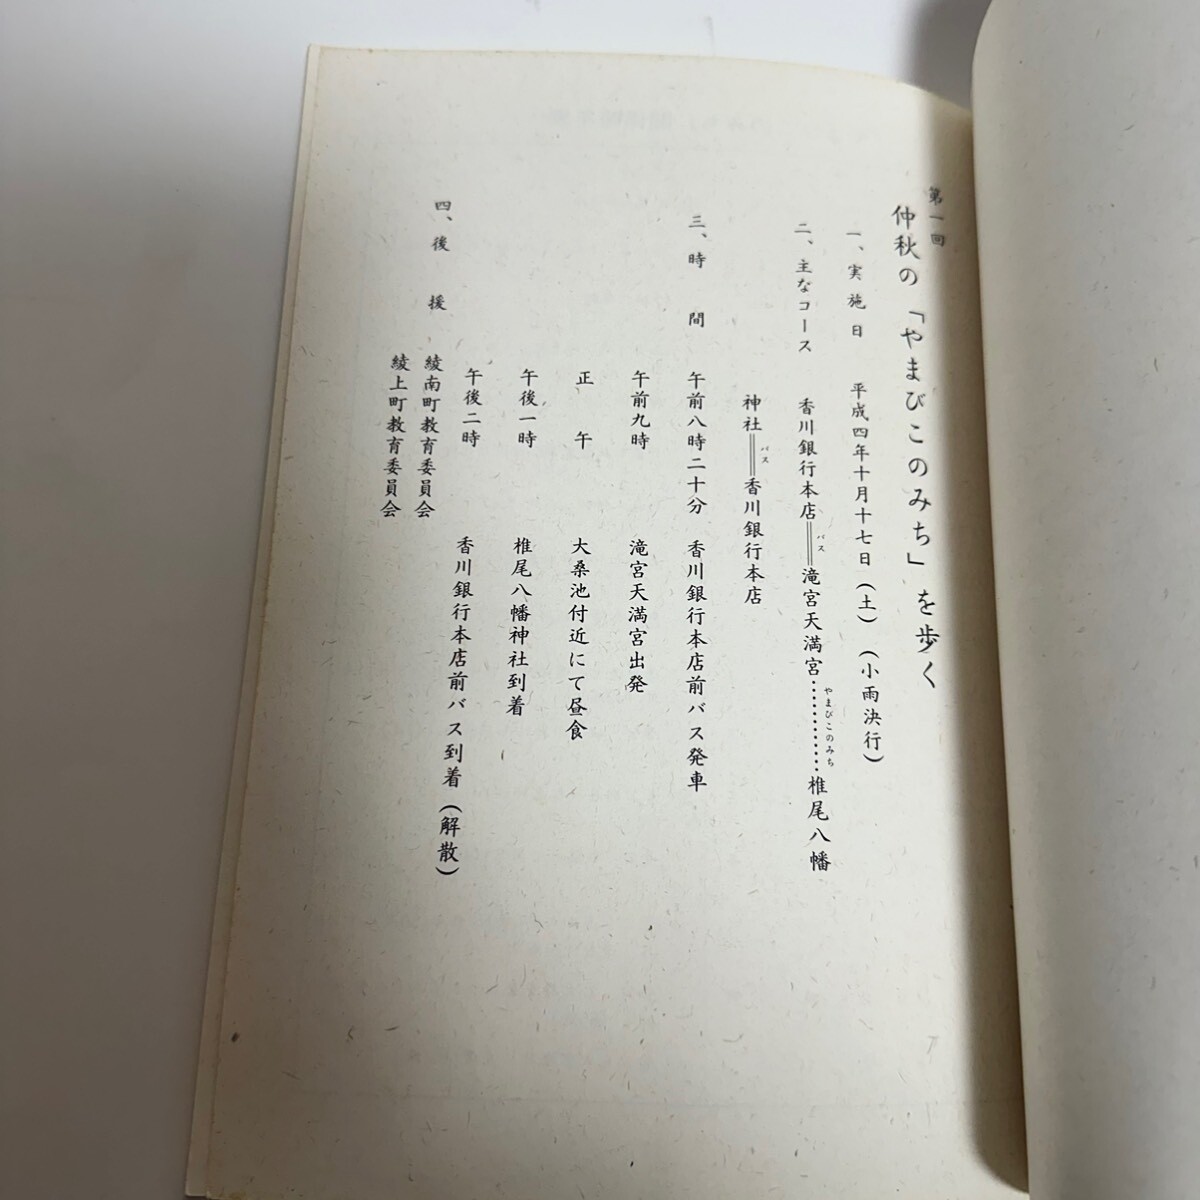 第一回
仲秋の「やまびこのみち」を歩く
一、実施日　平成四年十月十七日（土）（小雨決行）
二、主なコース　香川銀行本店＝バス＝滝宮天満宮…………やまびこのみち椎尾八幡
神社＝バス＝香川銀行本店
三、時間　午前八時二十分　香川銀行本店前バス発車
午前九時　滝宮天満宮出発
正午　大桑池付近にて昼食
午後一時　椎尾八幡神社到着
午後二時　香川銀行本店前バス到着（解散）
四、後援　綾南町教育委員会
綾上町教育委員会